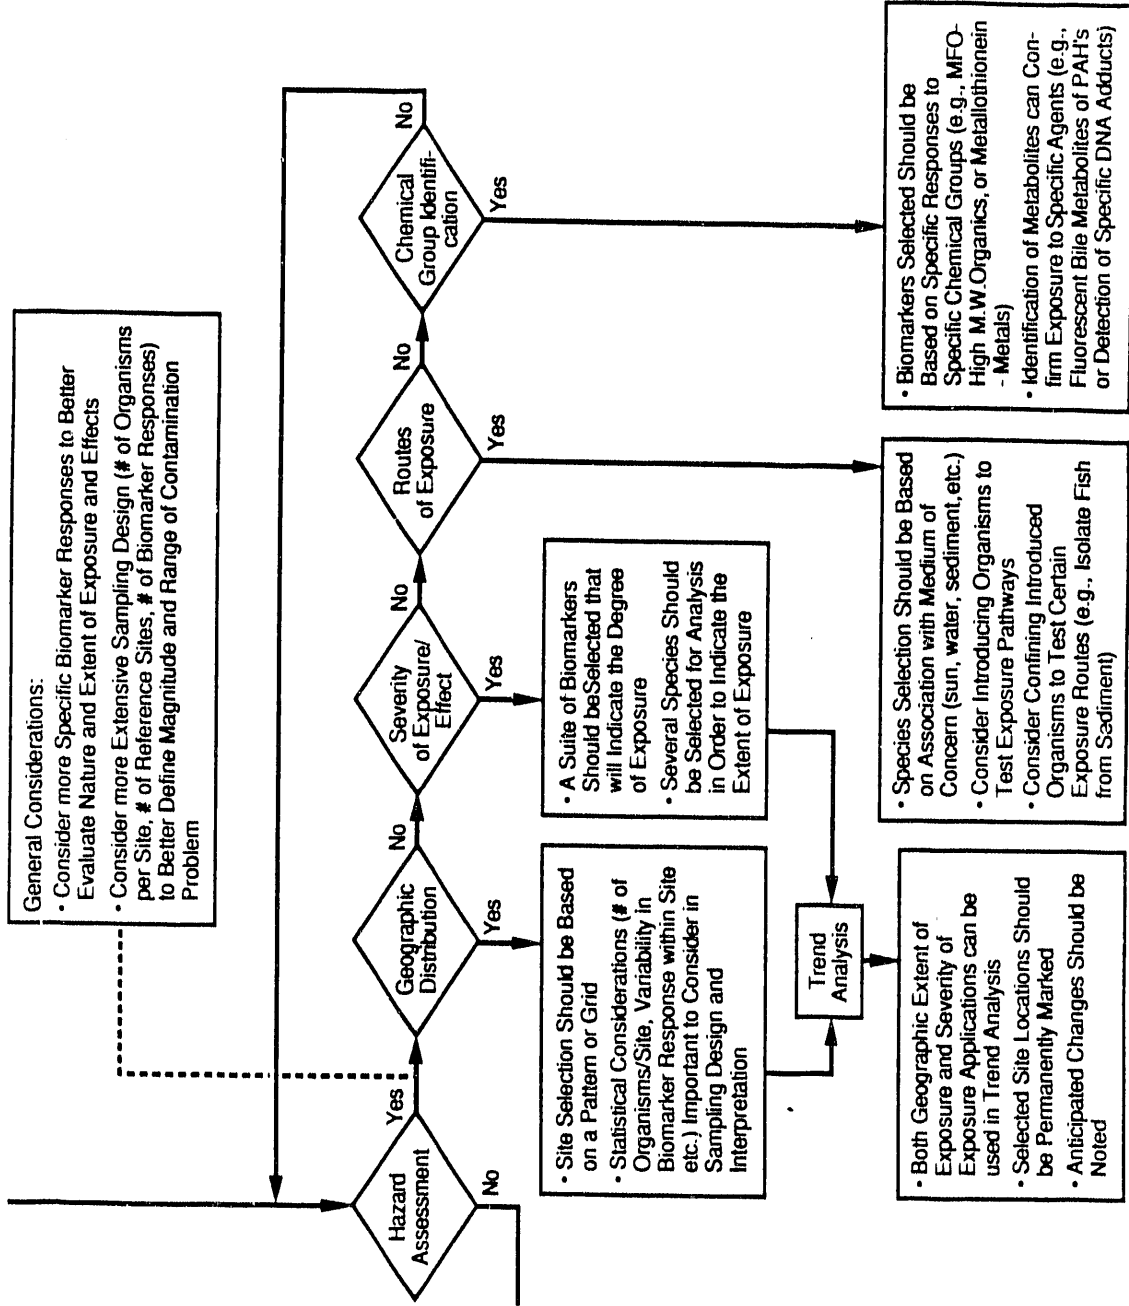 General Considerations:
• Consider more Specific Biomarker Responses to Better
Evaluate Nature and Extent of Exposure and Effects
• Consider more Extensive Sampling Design (# of Organisms
per Site, # of Reference Sites, # of Biomarker Responses)
to Better Define Magnitude and Range of Contamination
Problem
Hazard
Assessment
Yes
No
Geographic
Distribution
No
Yes
Severity
of Exposure/
Effect
No
Yes
Routes
of Exposure
No
Yes
Chemical
Group Identifi-
cation
No
Yes
• Site Selection Should be Based
on a Pattern or Grid
• Statistical Considerations (# of
Organisms/Site, Variability in
Biomarker Response within Site
etc.) Important to Consider in
Sampling Design and
Interpretation
• A Suite of Biomarkers
Should beSelected that
will Indicate the Degree
of Exposure
• Several Species Should
be Selected for Analysis
in Order to Indicate the
Extent of Exposure
Trend
Analysis
• Both Geographic Extent of
Exposure and Severity of
Exposure Applications can be
used in Trend Analysis
• Selected Site Locations Should
be Permanently Marked
• Anticipated Changes Should be
Noted
• Species Selection Should be Based
on Association with Medium of
Concern (sun, water, sediment,etc.)
• Consider Introducing Organisms to
Test Exposure Pathways
• Consider Confining Introduced
Organisms to Test Certain
Exposure Routes (e.g., Isolate Fish
from Sadiment)
• Biomarkers Selected Should be
Based on Specific Responses to
Specific Chemical Groups (e.g., MFO-
High M.W.Organics, or Metallothionein
- Metals)
• Identification of Metabolites can Con-
firm Exposure to Specific Agents (e.g.,
Fluorescent Bile Metabolites of PAH's
or Detection of Specific DNA Adducts)